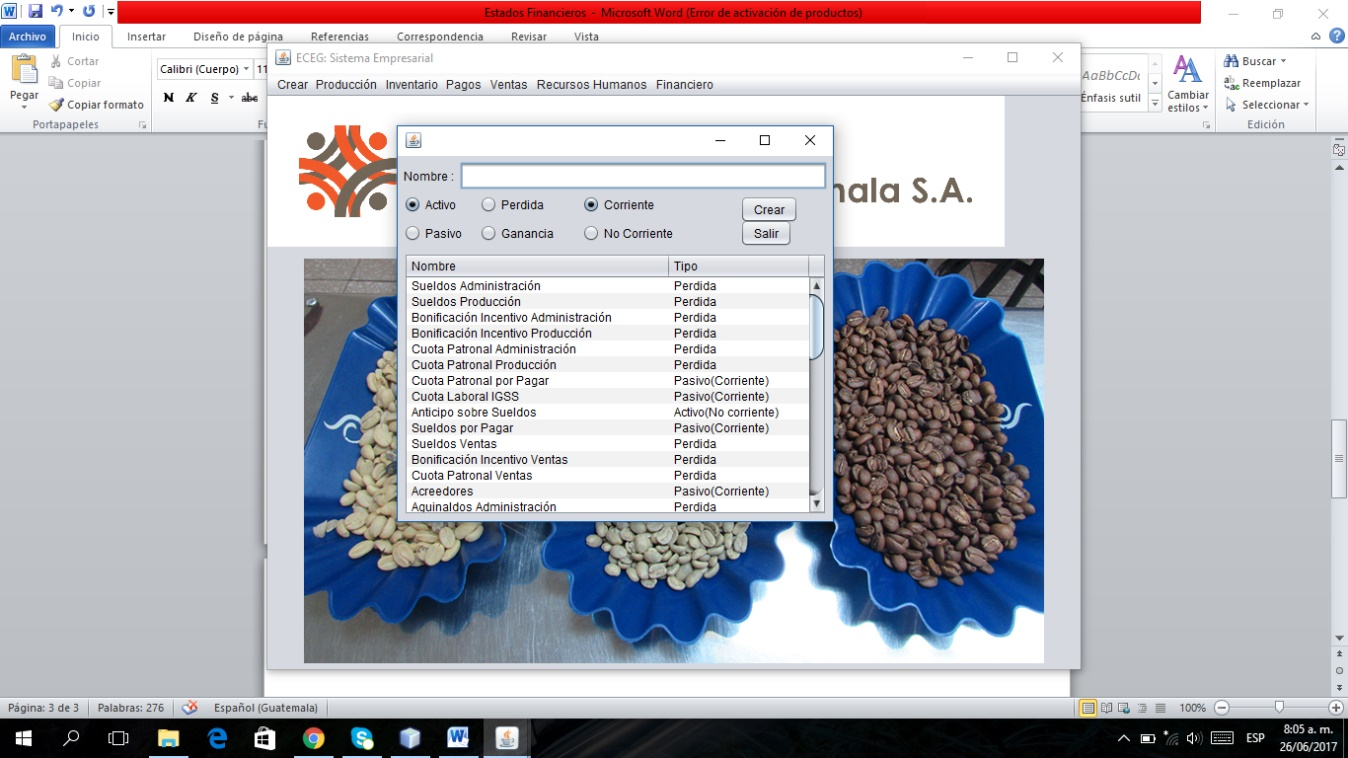 Estados Financieros - Microsoft Word (Error de activación de productos)
Archivo Inicio Insertar Diseño de página Referencias Correspondencia Revisar Vista
Pegar
Cortar
Copiar
Copiar formato
Portapapeles
Calibri (Cuerpo) 11
N K S abc
ECEG: Sistema Empresarial
Crear Producción Inventario Pagos Ventas Recursos Humanos Financiero
AaBbCcDc
Énfasis sutil
Cambiar estilos
Buscar
Reemplazar
Seleccionar
Edición
nala S.A.
Nombre :
Activo Perdida Corriente Crear
Pasivo Ganancia No Corriente Salir
Nombre Tipo
Sueldos Administración Perdida
Sueldos Producción Perdida
Bonificación Incentivo Administración Perdida
Bonificación Incentivo Producción Perdida
Cuota Patronal Administración Perdida
Cuota Patronal Producción Perdida
Cuota Patronal por Pagar Pasivo(Corriente)
Cuota Laboral IGSS Pasivo(Corriente)
Anticipo sobre Sueldos Activo(No corriente)
Sueldos por Pagar Pasivo(Corriente)
Sueldos Ventas Perdida
Bonificación Incentivo Ventas Perdida
Cuota Patronal Ventas Perdida
Acreedores Pasivo(Corriente)
Aguinaldos Administración Perdida
Página: 3 de 3 Palabras: 276 Español (Guatemala) 100%
ESP
8:05 a. m.
26/06/2017